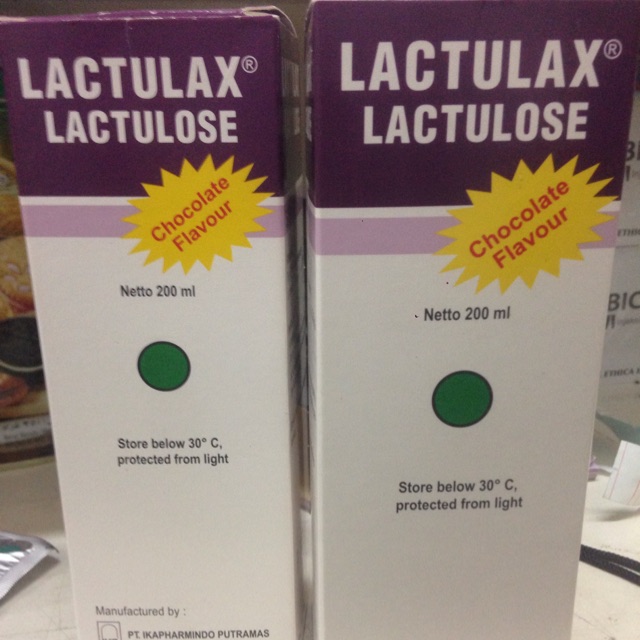 LACTULAX®
LACTULOSE
Chocolate
Flavour
Netto 200 ml
Store below 30° C,
protected from light
Manufactured by :
PT. IKAPHARMINDO PUTRAMAS
LACTULAX®
LACTULOSE
Chocolate
Flavour
Netto 200 ml
Store below 30° C,
protected from light